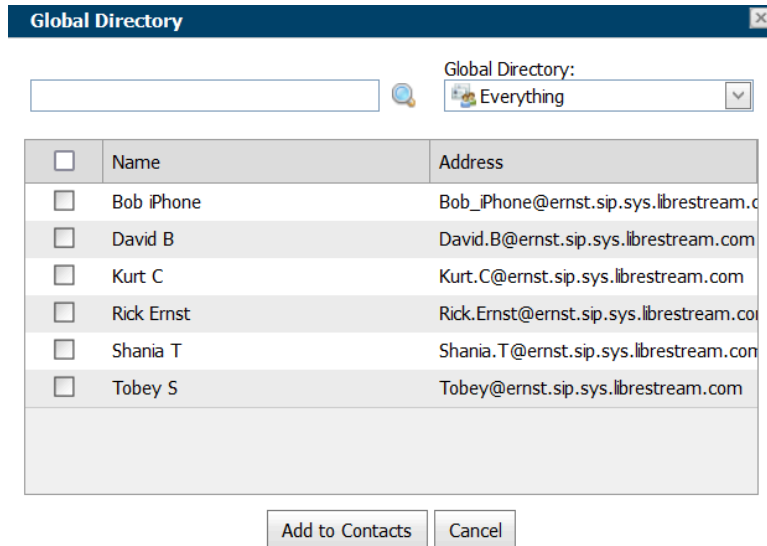 Global Directory
Global Directory:
Everything
Name Address
Bob iPhone Bob_iPhone@ernst.sip.sys.librestream.c
David B David.B@ernst.sip.sys.librestream.com
Kurt C Kurt.C@ernst.sip.sys.librestream.com
Rick Ernst Rick.Ernst@ernst.sip.sys.librestream.co
Shania T Shania.T@ernst.sip.sys.librestream.com
Tobey S Tobey@ernst.sip.sys.librestream.com
Add to Contacts Cancel